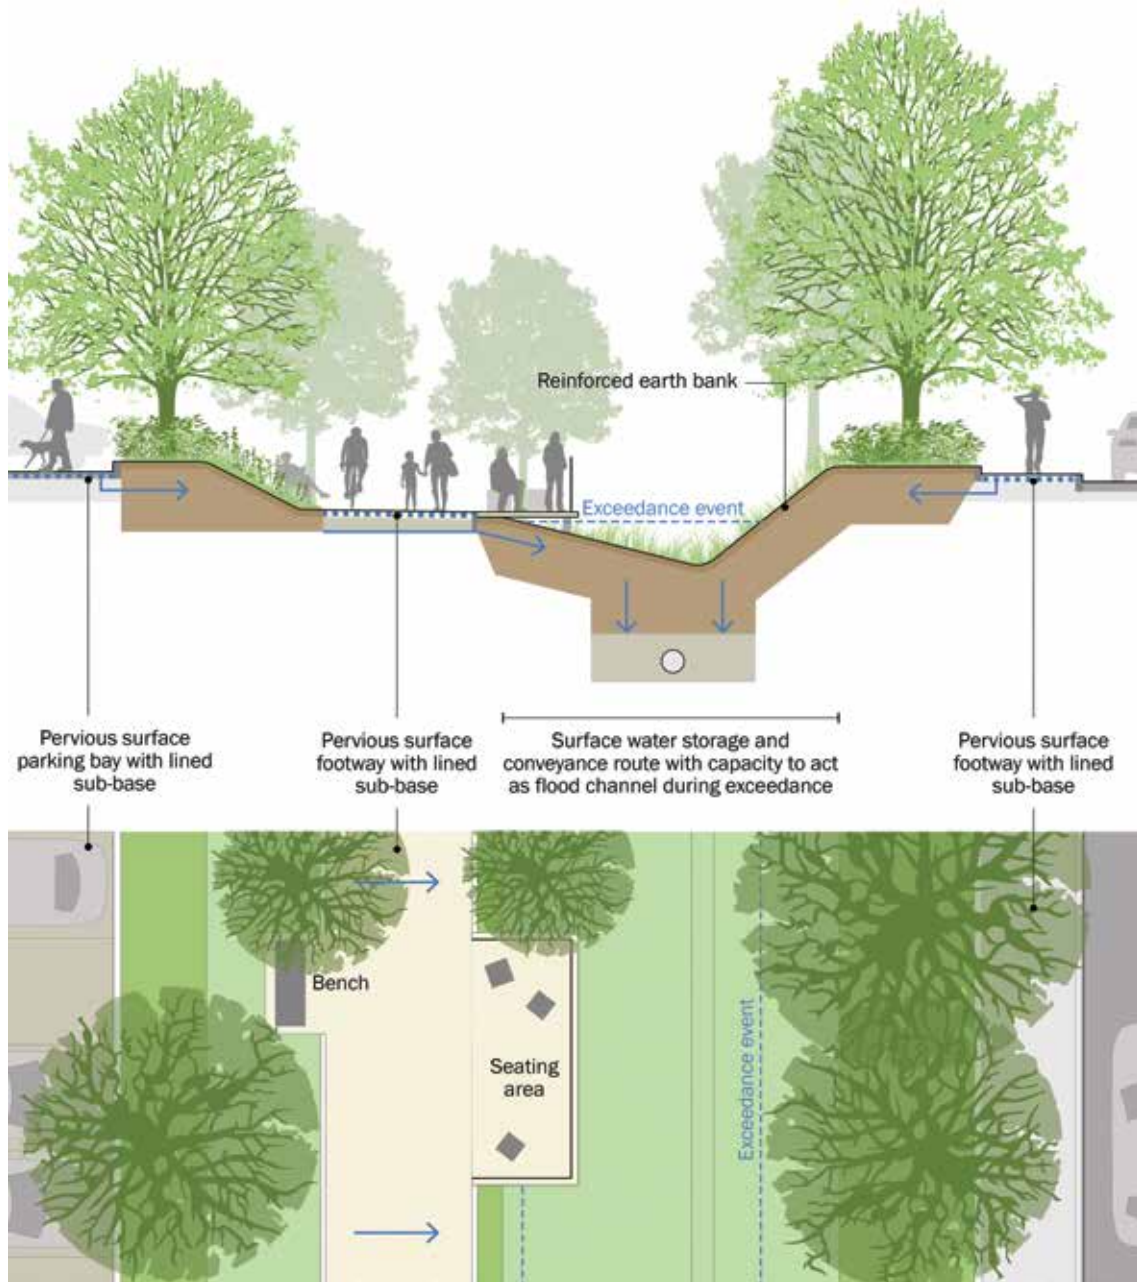 Reinforced earth bank
Exceedance event
Pervious surface
parking bay with lined
sub-base
Pervious surface
footway with lined
sub-base
Surface water storage and
conveyance route with capacity to act
as flood channel during exceedance
Pervious surface
footway with lined
sub-base
Bench
Seating
area
Exceedance event